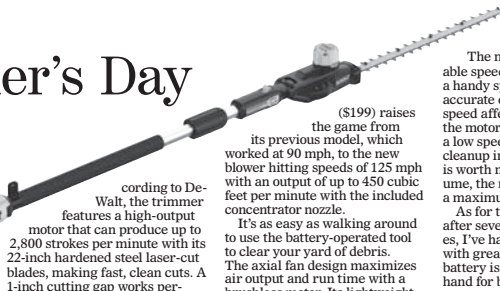 er's Day
cording to De-
Walt, the trimmer
features a high-output
motor that can produce up to
2,800 strokes per minute with its
22-inch hardened steel laser-cut
blades, making fast, clean cuts. A
1-inch cutting gap works per-
($199) raises
the game from
its previous model, which
worked at 90 mph, to the new
blower hitting speeds of 125 mph
with an output of up to 450 cubic
feet per minute with the included
concentrator nozzle.
It's as easy as walking around
to use the battery-operated tool
to clear your yard of debris.
The axial fan design maximizes
air output and run time with a
brushless motor. Its lightweight
The n
able speed
a handy sp
accurate c
speed affe
the motor
a low spee
cleanup in
is worth n
ume, the n
a maximu
As for t
after seve
es, I've ha
with great
battery is
hand for b